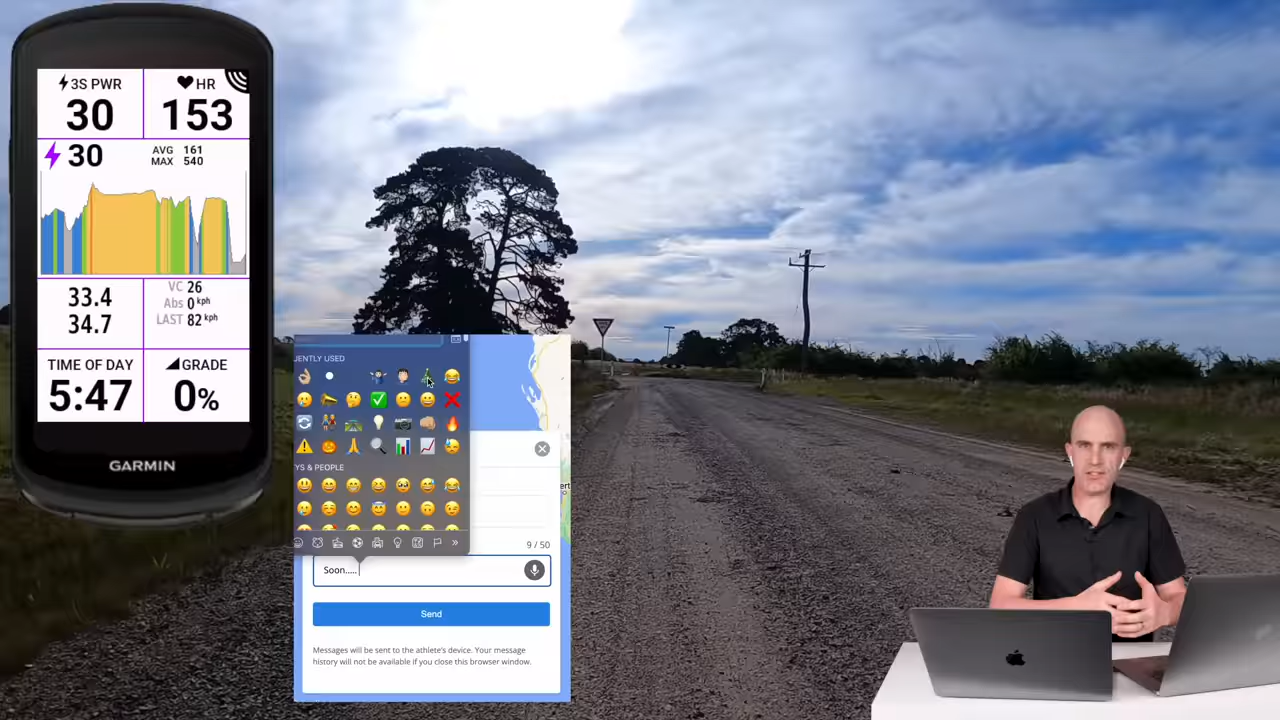 3S PWR
HR
30
153
30
AVG 161
MAX 540
33.4
34.7
VC 26
Abs 0 kph
LAST 82 kph
TIME OF DAY
GRADE
5:47
0%
GARMIN
UENTLY USED
YS & PEOPLE
9 / 50
Soon.....
Send
Messages will be sent to the athlete's device. Your message
history will not be available if you close this browser window.